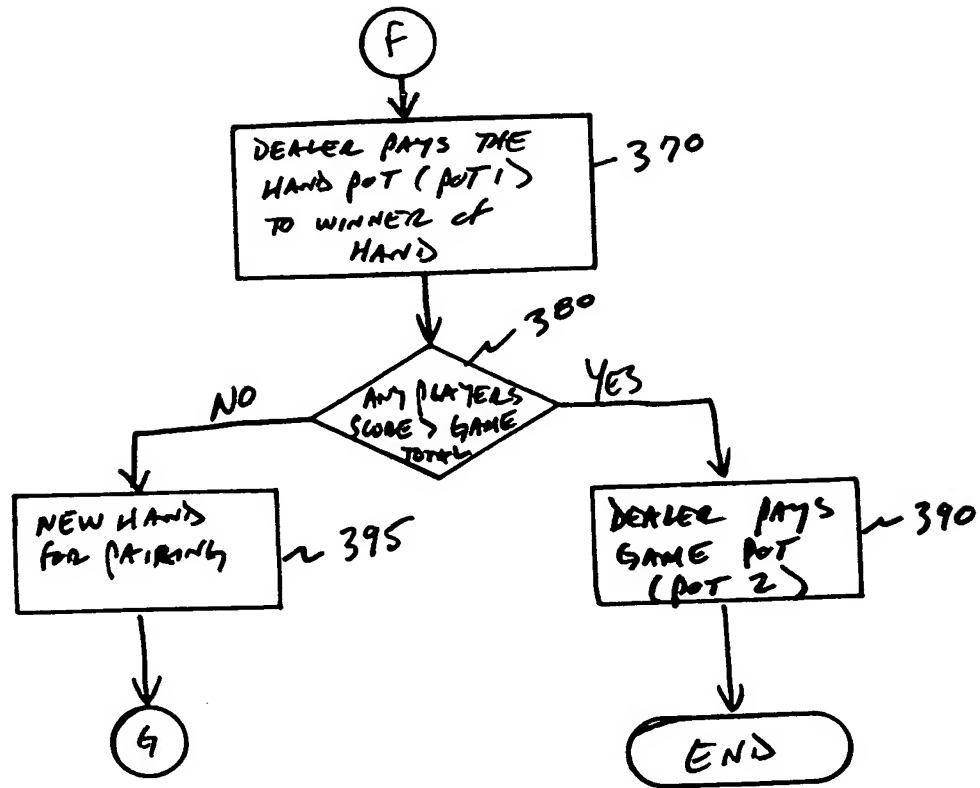 F
DEALER PAYS THE
HAND POT (POT 1)
TO WINNER of
HAND
370
380
ANY PLAYERS
SCORE > GAME
TOTAL
NO
YES
NEW HAND
FOR PAIRING
395
DEALER PAYS
GAME POT
(POT 2)
390
G
END